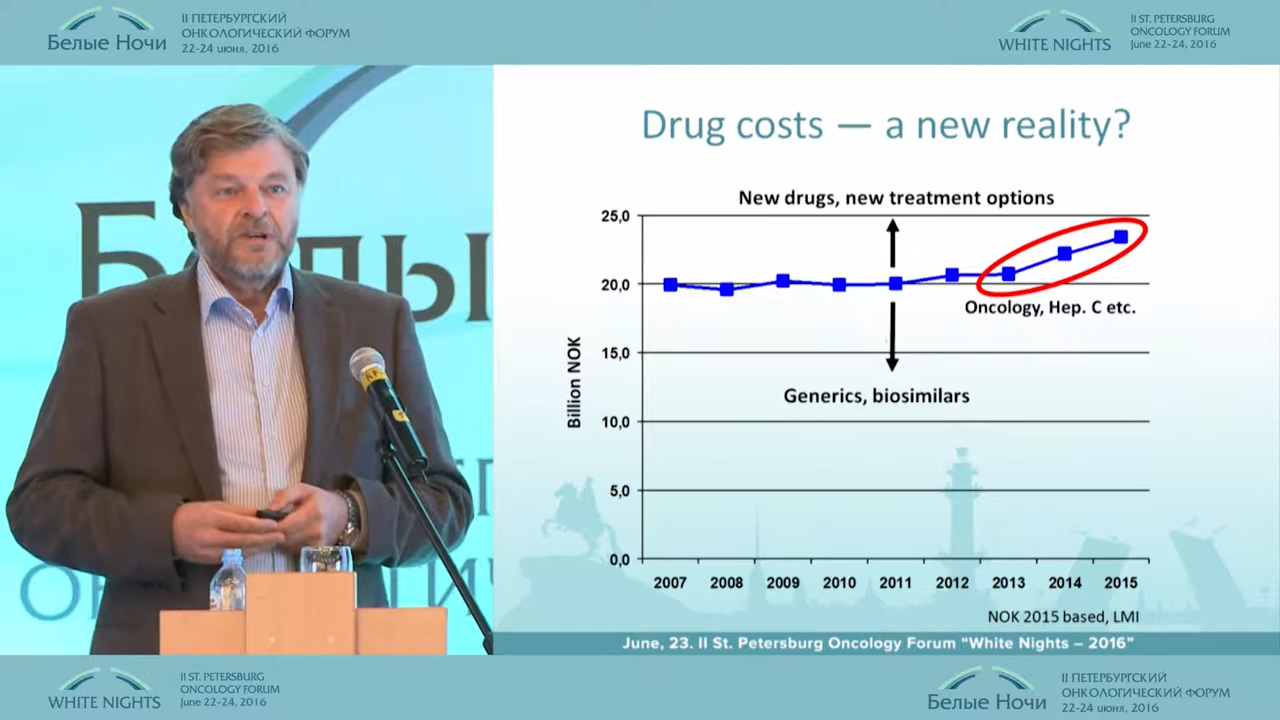 Белые Ночи
II ПЕТЕРБУРГСКИЙ
ОНКОЛОГИЧЕСКИЙ ФОРУМ
22-24 июня, 2016
WHITE NIGHTS
II ST. PETERSBURG
ONCOLOGY FORUM
June 22-24, 2016
Drug costs — a new reality?
New drugs, new treatment options
25,0
20,0
Oncology, Hep. C etc.
15,0
Generics, biosimilars
Billion NOK
10,0
5,0
0,0
2007 2008 2009 2010 2011 2012 2013 2014 2015
NOK 2015 based, LMI
June, 23. II St. Petersburg Oncology Forum “White Nights – 2016”
WHITE NIGHTS
II ST. PETERSBURG
ONCOLOGY FORUM
June 22-24, 2016
Белые Ночи
II ПЕТЕРБУРГСКИЙ
ОНКОЛОГИЧЕСКИЙ ФОРУМ
22-24 июня, 2016